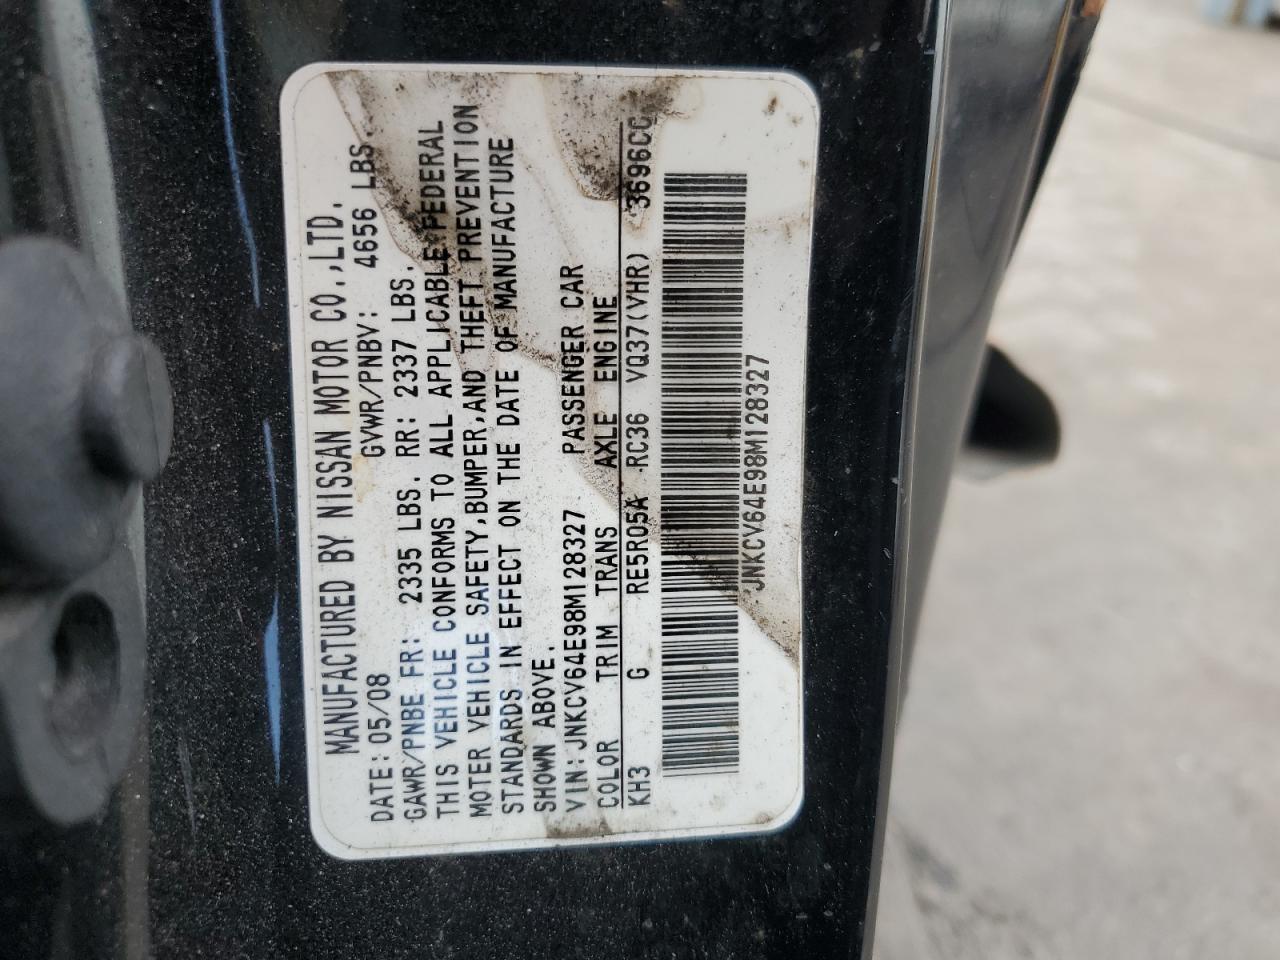 MANUFACTURED BY NISSAN MOTOR CO.,LTD.
DATE: 05/08 GVWR/PNBV: 4656 LBS.
GAWR/PNBE FR: 2335 LBS. RR: 2337 LBS.
THIS VEHICLE CONFORMS TO ALL APPLICABLE FEDERAL
MOTER VEHICLE SAFETY,BUMPER,AND THEFT PREVENTION
STANDARDS IN EFFECT ON THE DATE OF MANUFACTURE
SHOWN ABOVE.
VIN: JNKCV64E98M128327 PASSENGER CAR
COLOR TRIM TRANS AXLE ENGINE
KH3 G RE5R05A RC36 VQ37(VHR) 3696CC
JNKCV64E98M128327